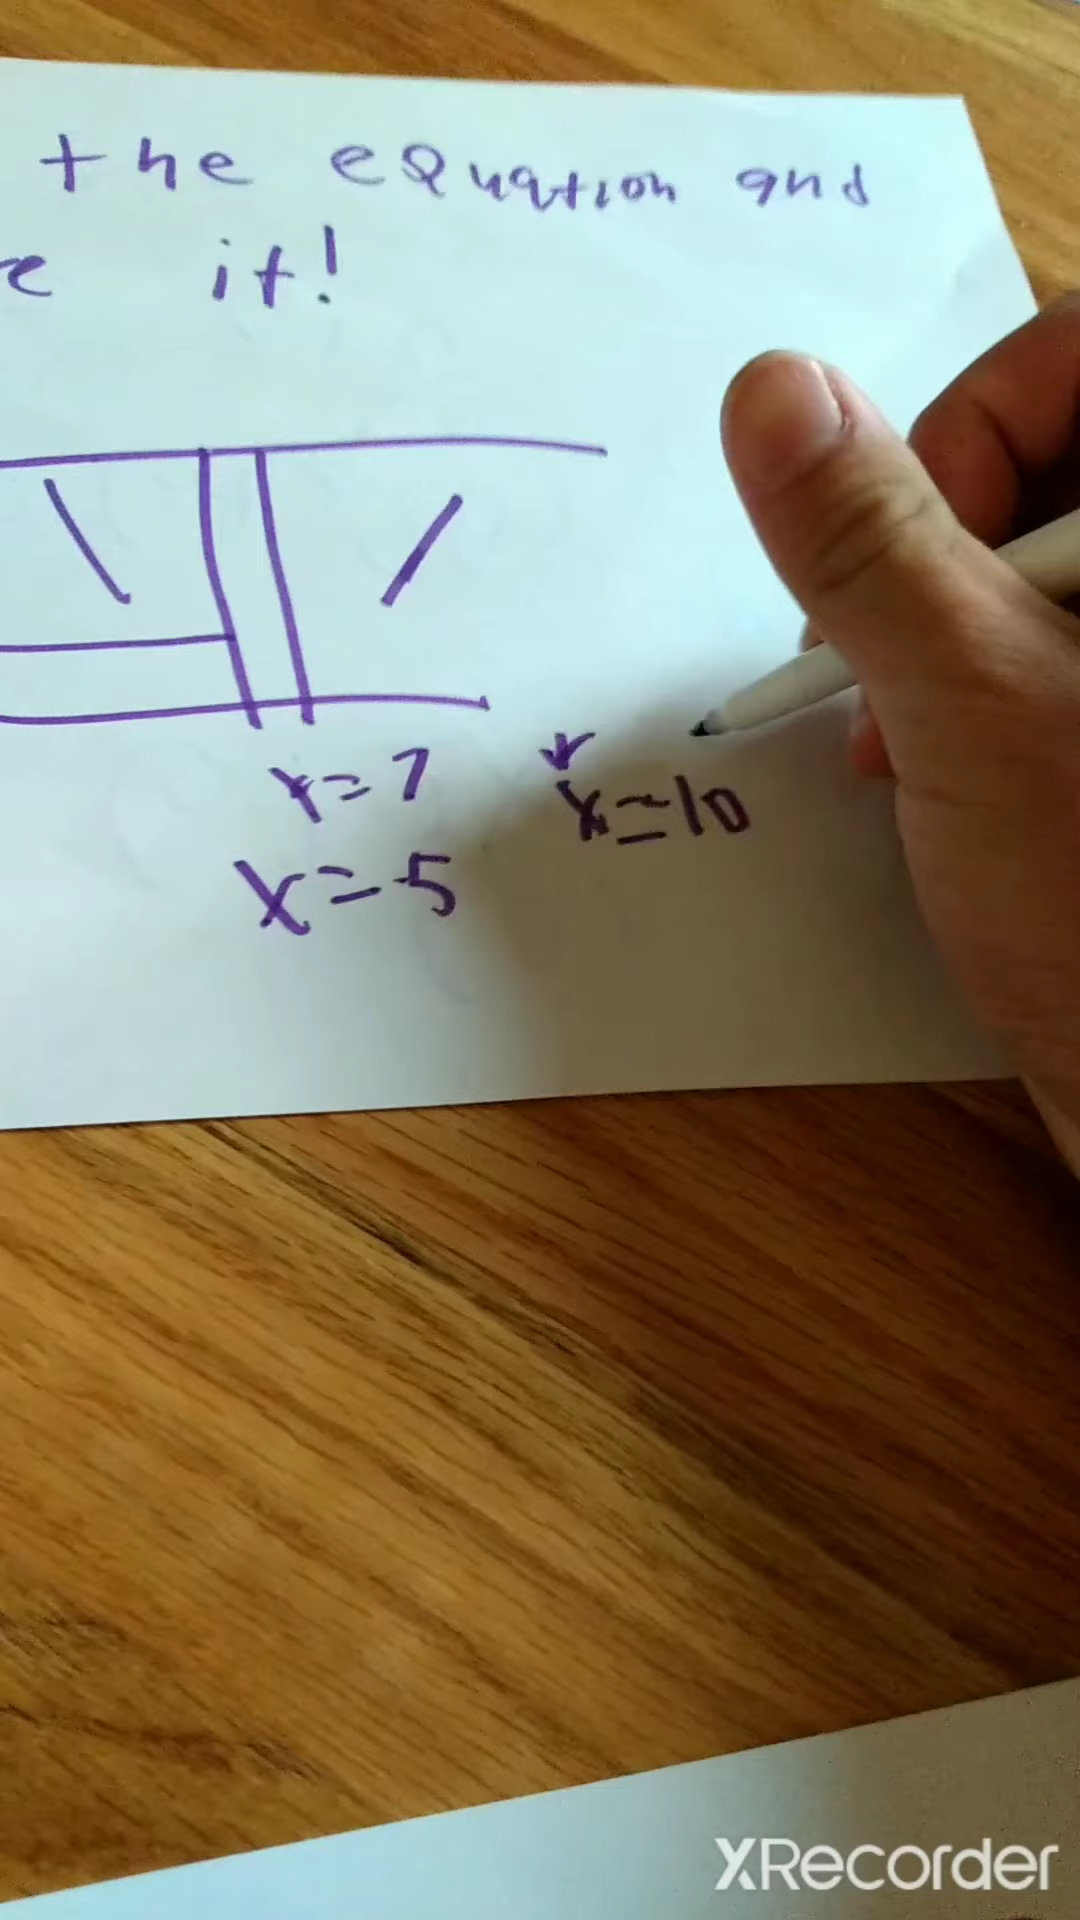 the equation and
e it!
x=7
x=10
x=-5
XRecorder